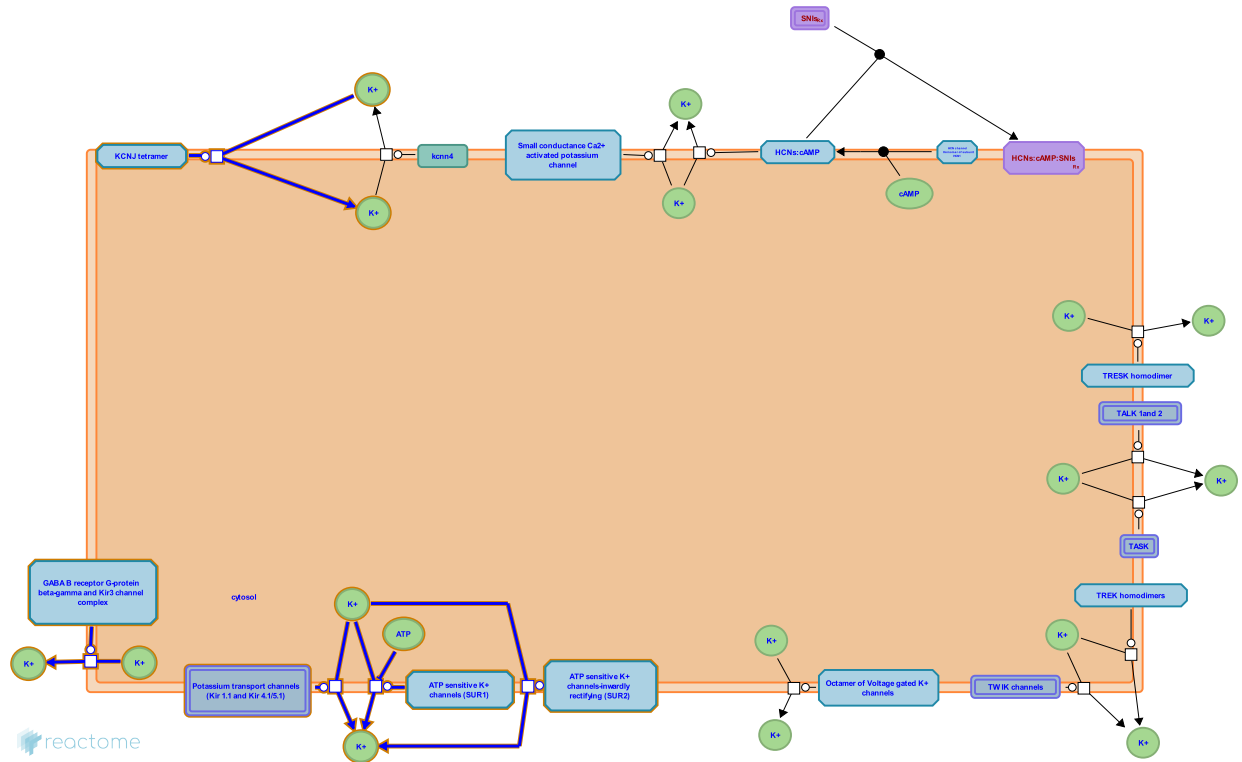 SNIsRx
K+
K+
KCNJ tetramer
kcnn4
Small conductance Ca2+
activated potassium
channel
HCNs:cAMP
HCNs:cAMP:SNIs
Rx
cAMP
K+
K+
K+
K+
K+
TRESK homodimer
TALK 1and 2
K+
K+
TASK
GABA B receptor G-protein
beta-gamma and Kir3 channel
complex
cytosol
K+
ATP
TREK homodimers
K+
K+
K+
K+
Potassium transport channels
(Kir 1.1 and Kir 4.1/5.1)
ATP sensitive K+
channels (SUR1)
ATP sensitive K+
channels-inwardly
rectifying (SUR2)
Octamer of Voltage gated K+
channels
TWIK channels
K+
K+
K+
reactome